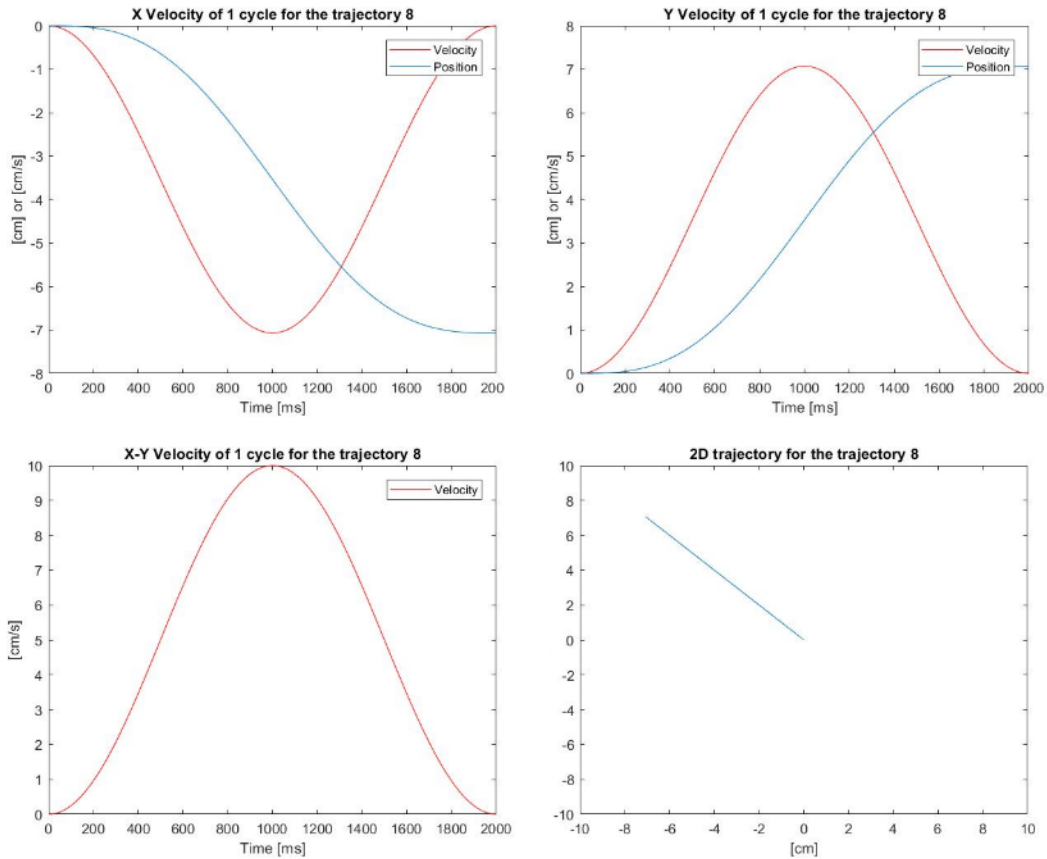 X Velocity of 1 cycle for the trajectory 8
0
-1
-2
-3
-4
-5
-6
-7
-8
[cm] or [cm/s]
Velocity
Position
0 200 400 600 800 1000 1200 1400 1600 1800 2000
Time [ms]
Y Velocity of 1 cycle for the trajectory 8
8
7
6
5
4
3
2
1
0
[cm] or [cm/s]
Velocity
Position
0 200 400 600 800 1000 1200 1400 1600 1800 2000
Time [ms]
X-Y Velocity of 1 cycle for the trajectory 8
10
9
8
7
6
5
4
3
2
1
0
[cm/s]
Velocity
0 200 400 600 800 1000 1200 1400 1600 1800 2000
Time [ms]
2D trajectory for the trajectory 8
10
8
6
4
2
0
-2
-4
-6
-8
-10
-10 -8 -6 -4 -2 0 2 4 6 8 10
[cm]